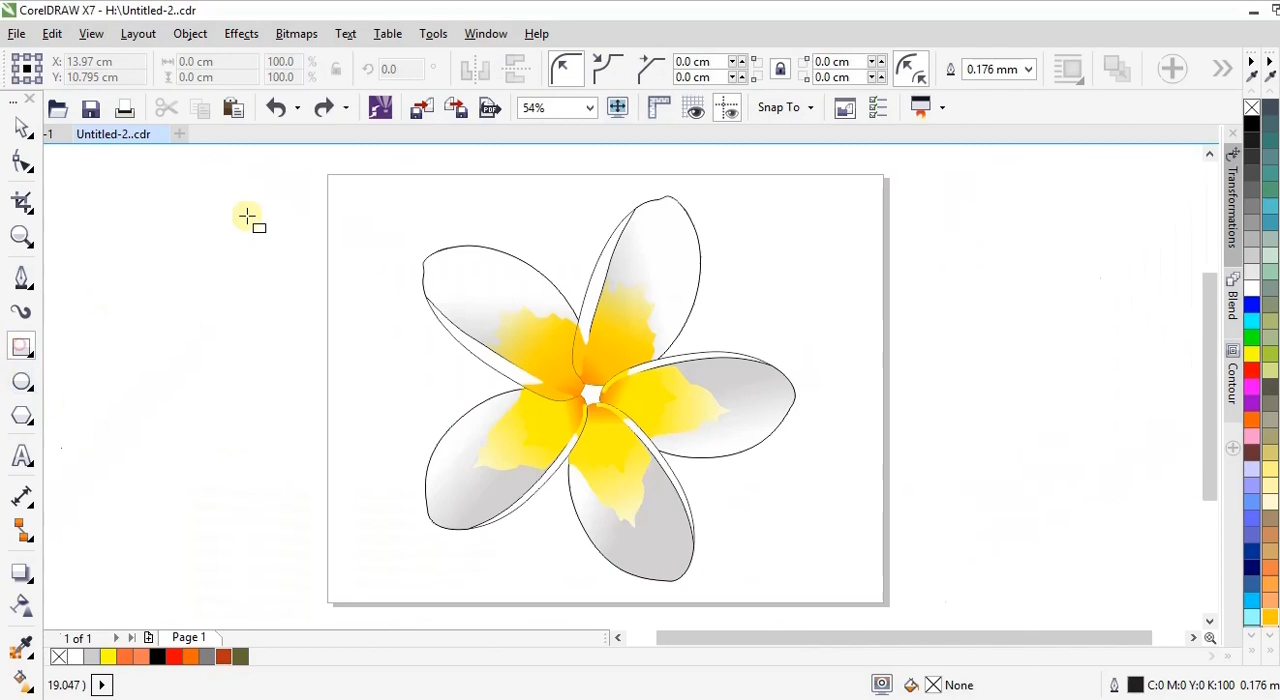 CorelDRAW X7 - H:\Untitled-2..cdr
File Edit View Layout Object Effects Bitmaps Text Table Tools Window Help
X: 13.97 cm 0.0 cm 100.0 % 0.0 ° 0.0 cm 0.0 cm 0.176 mm
Y: 10.795 cm 0.0 cm 100.0 % 0.0 cm 0.0 cm
PDF 54% Snap To
-1 Untitled-2..cdr
Transformations
Blend
Contour
1 of 1 Page 1
19.047 ) None C:0 M:0 Y:0 K:100 0.176 m